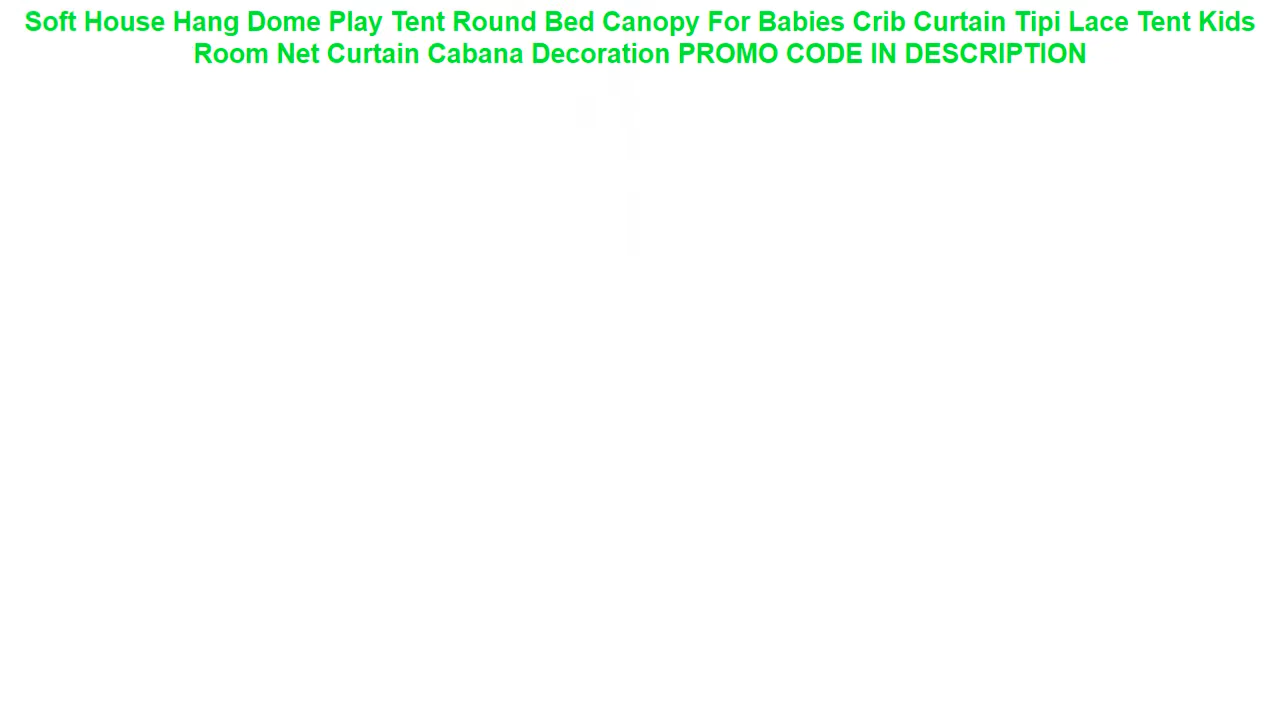 Soft House Hang Dome Play Tent Round Bed Canopy For Babies Crib Curtain Tipi Lace Tent Kids
Room Net Curtain Cabana Decoration PROMO CODE IN DESCRIPTION